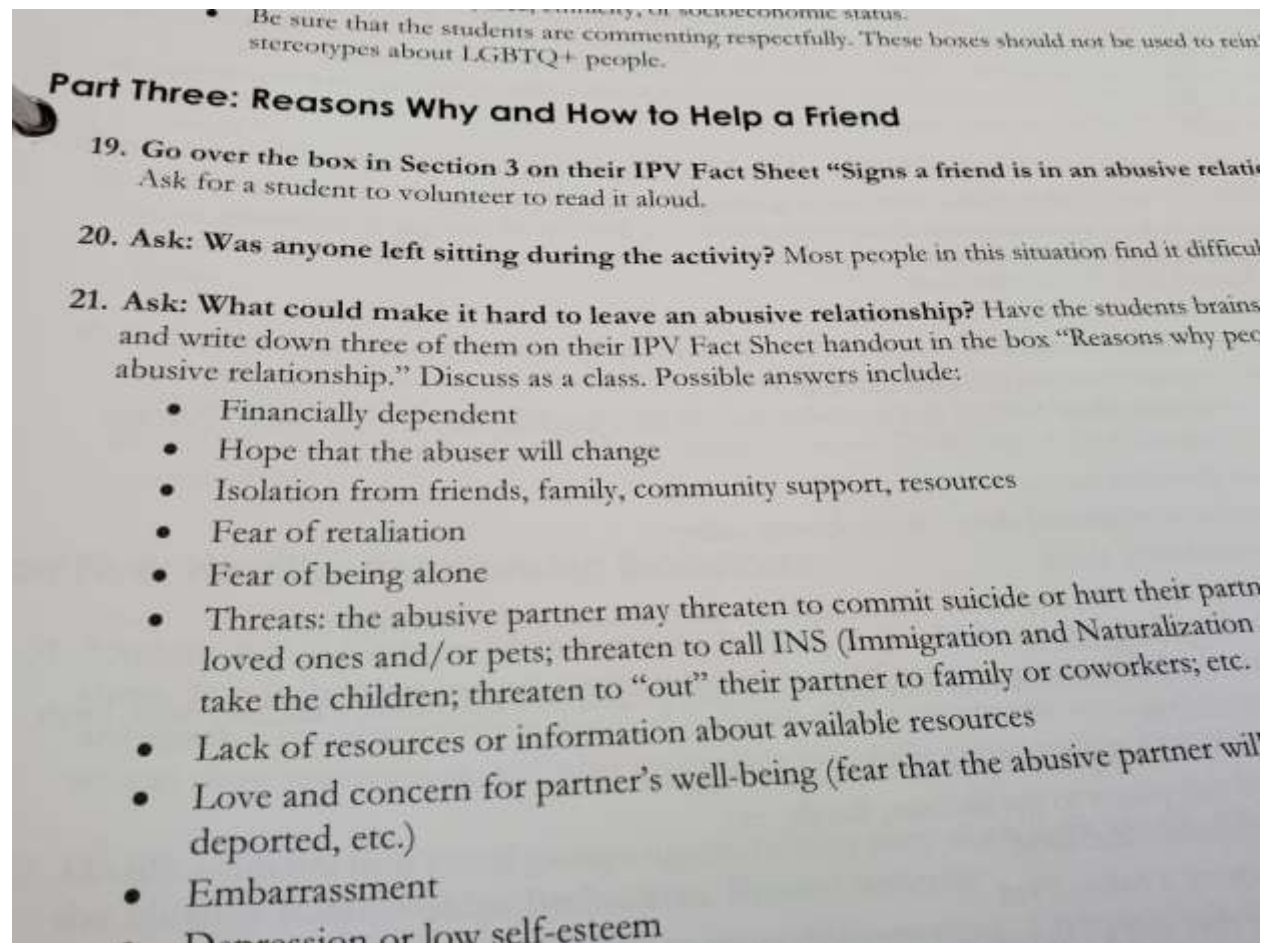 status.
• Be sure that the students are commenting respectfully. These boxes should not be used to
stereotypes about LGBTQ+ people.
Part Three: Reasons Why and How to Help a Friend
19. Go over the box in Section 3 on their IPV Fact Sheet “Signs a friend is in an abusive
Ask for a student to volunteer to read it aloud.
20. Ask: Was anyone left sitting during the activity? Most people in this situation find it
21. Ask: What could make it hard to leave an abusive relationship? Have the students
and write down three of them on their IPV Fact Sheet handout in the box “Reasons why
abusive relationship.” Discuss as a class. Possible answers include:
• Financially dependent
• Hope that the abuser will change
• Isolation from friends, family, community support, resources
• Fear of retaliation
• Fear of being alone
• Threats: the abusive partner may threaten to commit suicide or hurt their
loved ones and/or pets; threaten to call INS (Immigration and Naturalization
take the children; threaten to “out” their partner to family or coworkers; etc.
• Lack of resources or information about available resources
• Love and concern for partner’s well-being (fear that the abusive partner
deported, etc.)
• Embarrassment
Depression or low self-esteem